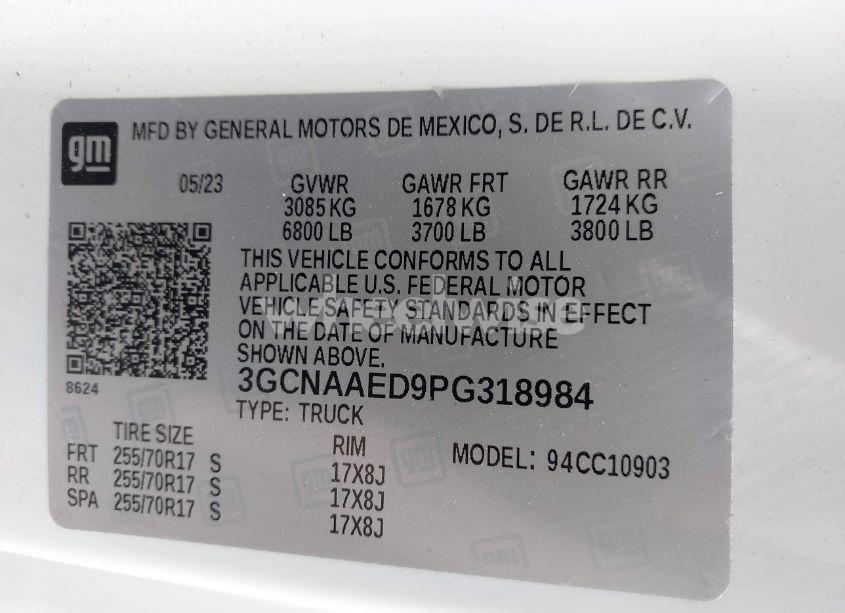 gm
MFD BY GENERAL MOTORS DE MEXICO, S. DE R.L. DE C.V.
05/23 GVWR GAWR FRT GAWR RR
3085 KG 1678 KG 1724 KG
6800 LB 3700 LB 3800 LB
THIS VEHICLE CONFORMS TO ALL
APPLICABLE U.S. FEDERAL MOTOR
VEHICLE SAFETY STANDARDS IN EFFECT
ON THE DATE OF MANUFACTURE
SHOWN ABOVE.
8624
3GCNAAED9PG318984
TYPE: TRUCK
TIRE SIZE RIM MODEL: 94CC10903
FRT 255/70R17 S 17X8J
RR 255/70R17 S 17X8J
SPA 255/70R17 S 17X8J